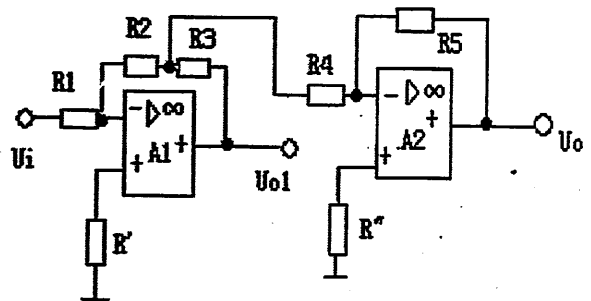 R2
R3
R1
R4
R5
- ▷∞
+
A1
+
Ui
Uo1
R'
- ▷∞
+
A2
+
Uo
R"